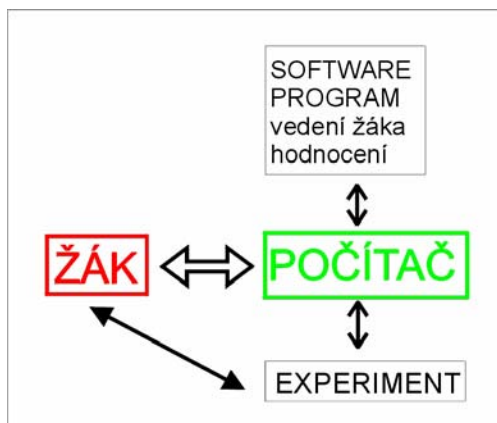 SOFTWARE
PROGRAM
vedení žáka
hodnocení
ŽÁK
POČÍTAČ
EXPERIMENT